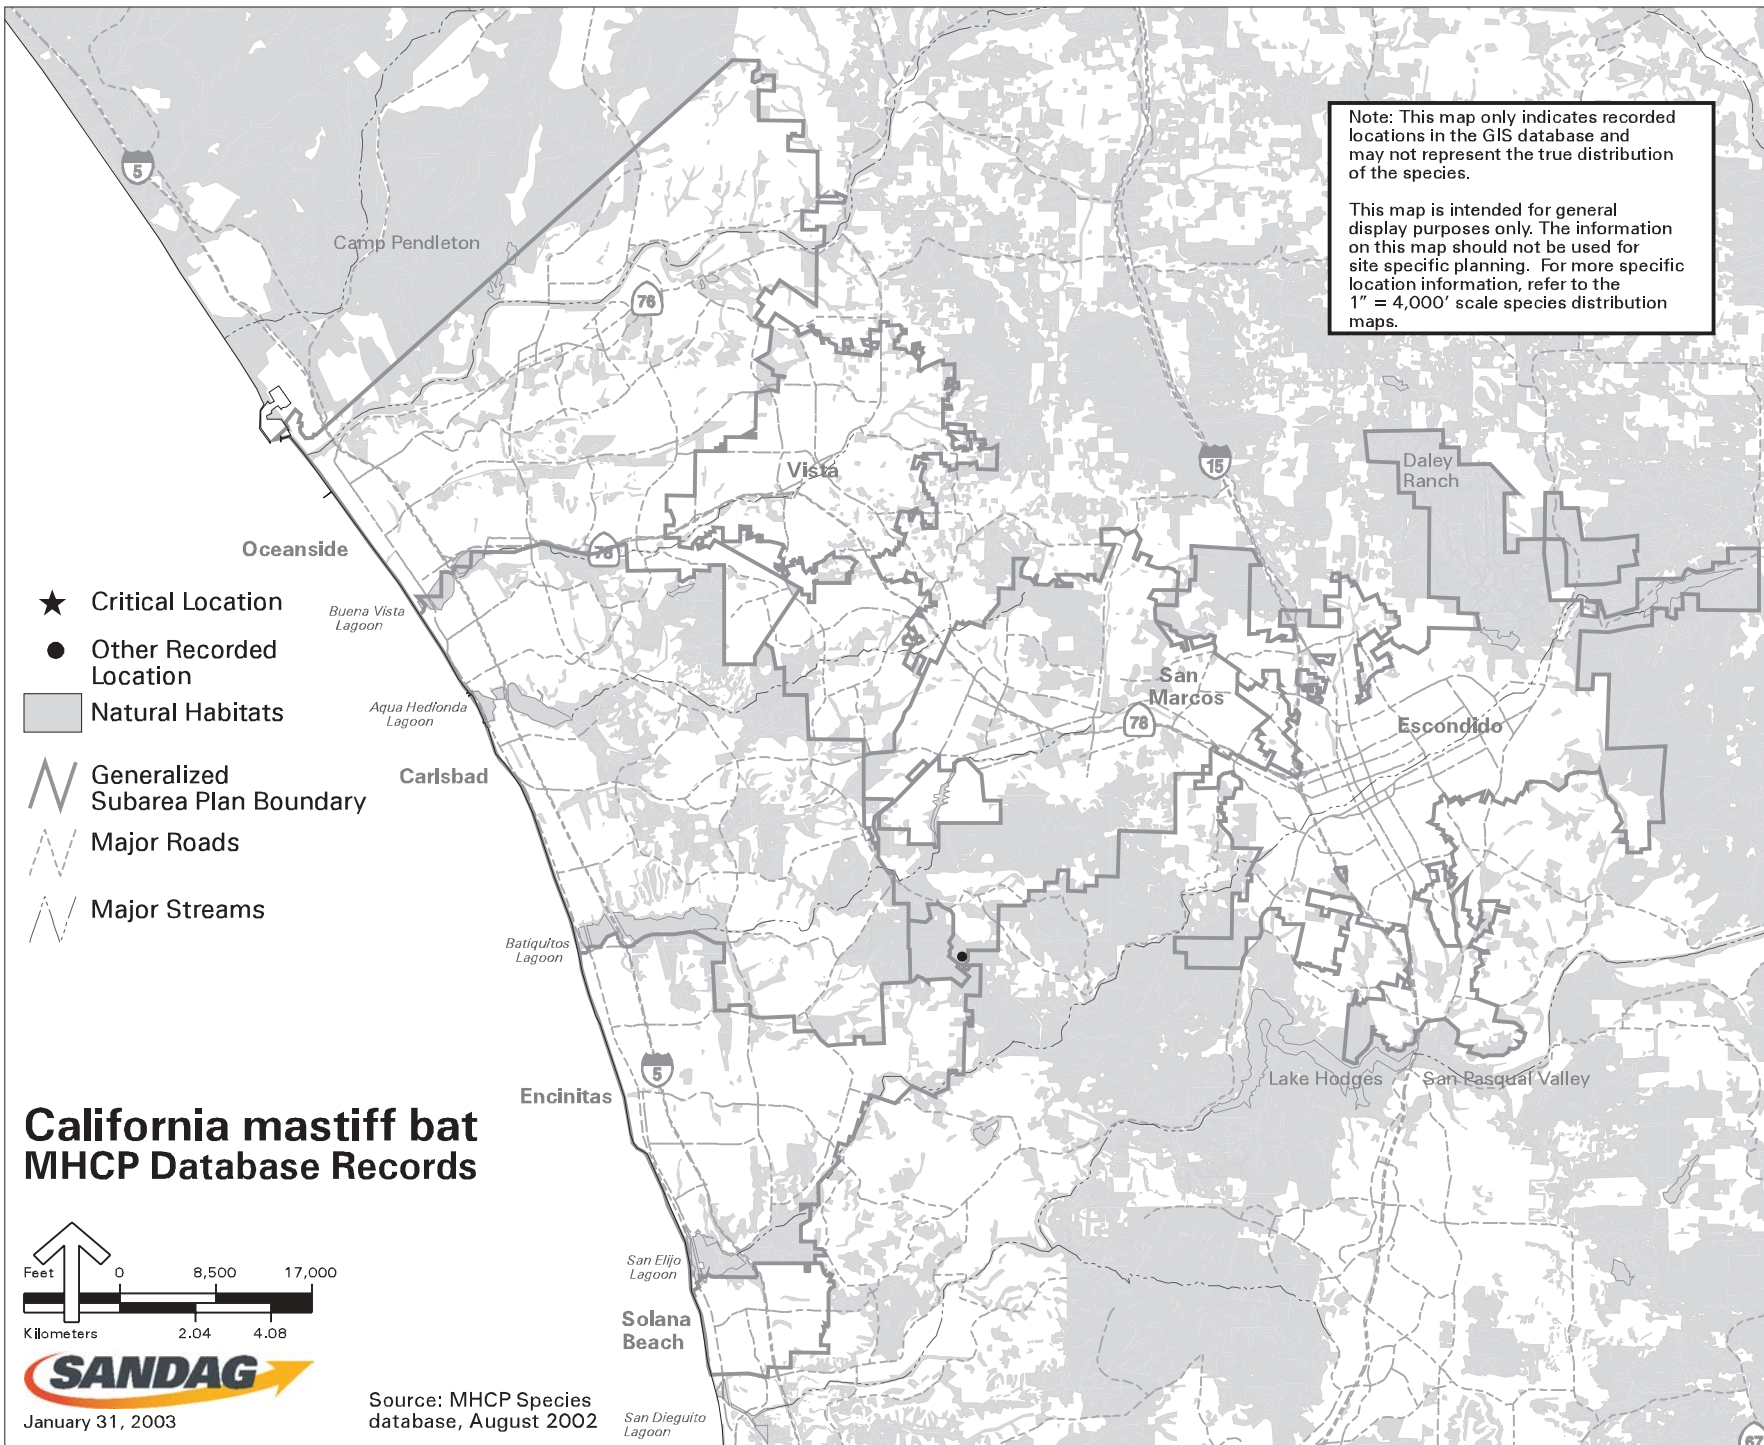 Note: This map only indicates recorded
locations in the GIS database and
may not represent the true distribution
of the species.
This map is intended for general
display purposes only. The information
on this map should not be used for
site specific planning. For more specific
location information, refer to the
1” = 4,000’ scale species distribution
maps.
5
Camp Pendleton
76
15
Daley
Ranch
Vista
Oceanside
78
Critical Location
Buena Vista
Lagoon
Other Recorded
Location
San
Marcos
Natural Habitats
Aqua Hedionda
Lagoon
78
Escondido
Generalized
Subarea Plan Boundary
Carlsbad
Major Roads
Major Streams
Batiquitos
Lagoon
5
Lake Hodges
San Pasqual Valley
Encinitas
California mastiff bat
MHCP Database Records
San Elijo
Lagoon
Feet 0 8,500 17,000
Kilometers 2.04 4.08
Solana
Beach
SANDAG
January 31, 2003
Source: MHCP Species
database, August 2002
San Dieguito
Lagoon
67